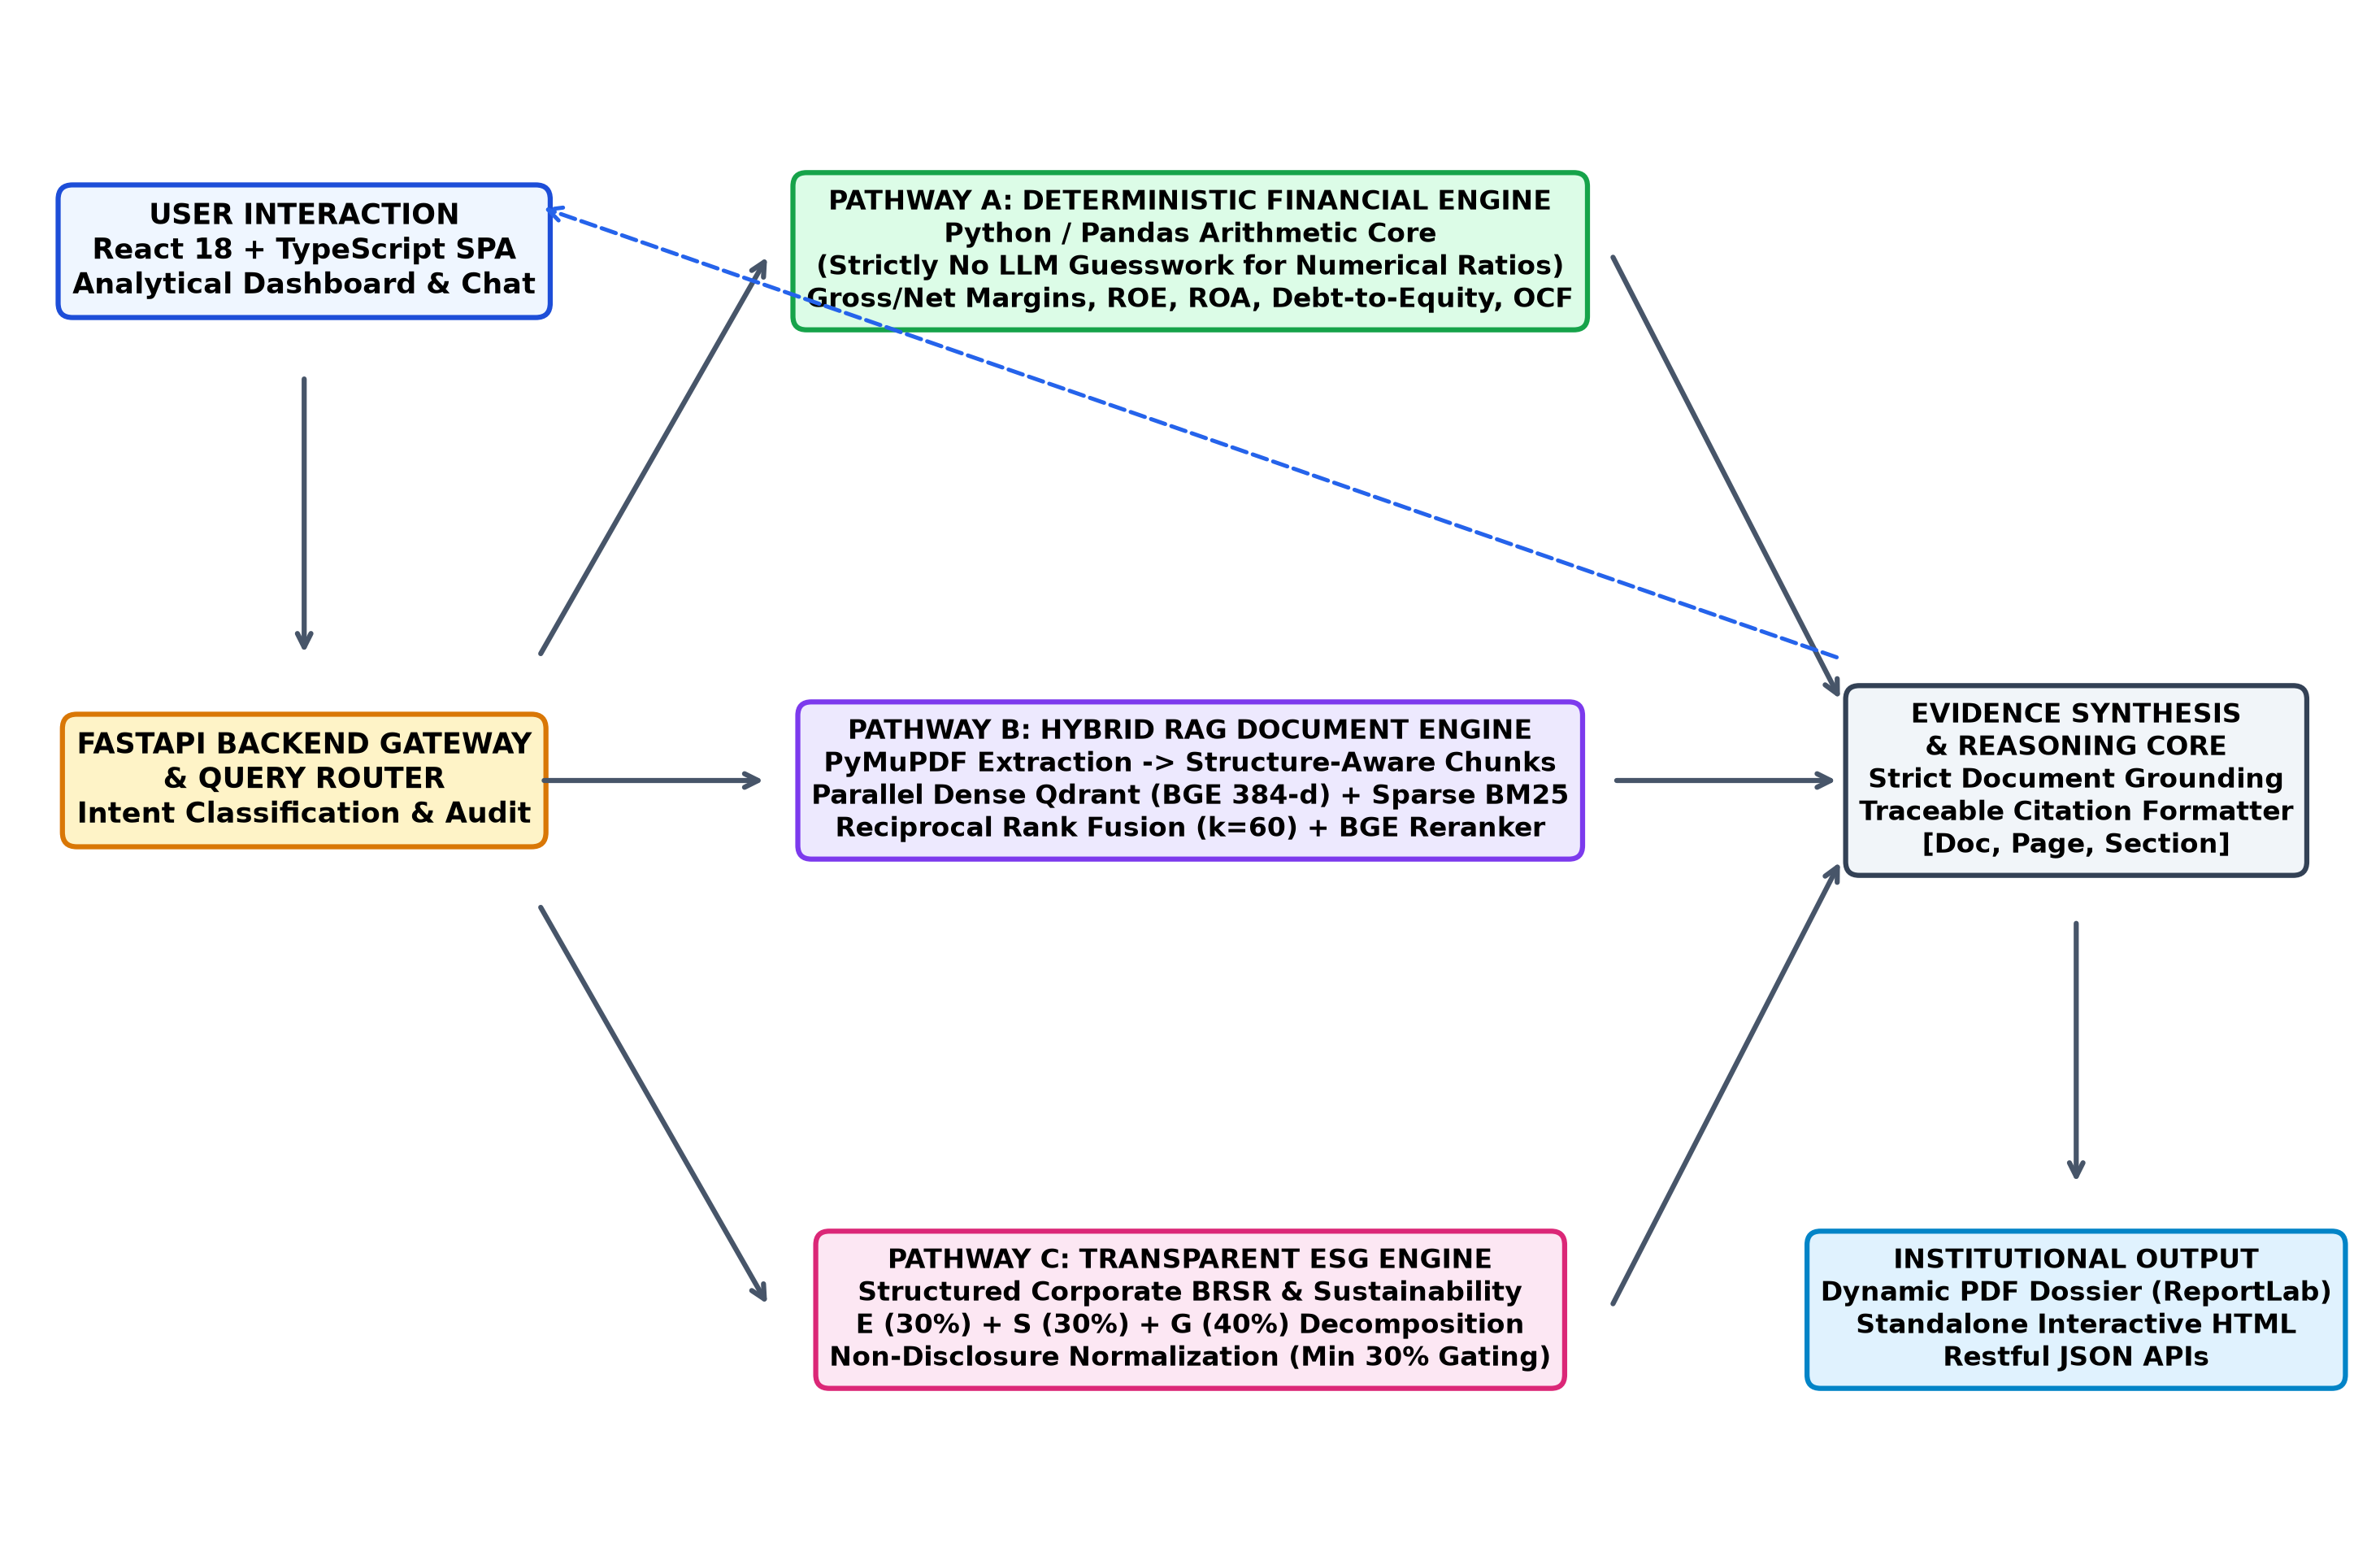 USER INTERACTION
React 18 + TypeScript SPA
Analytical Dashboard & Chat
PATHWAY A: DETERMINISTIC FINANCIAL ENGINE
Python / Pandas Arithmetic Core
(Strictly No LLM Guesswork for Numerical Ratios)
Gross/Net Margins, ROE, ROA, Debt-to-Equity, OCF
FASTAPI BACKEND GATEWAY
& QUERY ROUTER
Intent Classification & Audit
PATHWAY B: HYBRID RAG DOCUMENT ENGINE
PyMuPDF Extraction -> Structure-Aware Chunks
Parallel Dense Qdrant (BGE 384-d) + Sparse BM25
Reciprocal Rank Fusion (k=60) + BGE Reranker
EVIDENCE SYNTHESIS
& REASONING CORE
Strict Document Grounding
Traceable Citation Formatter
[Doc, Page, Section]
PATHWAY C: TRANSPARENT ESG ENGINE
Structured Corporate BRSR & Sustainability
E (30%) + S (30%) + G (40%) Decomposition
Non-Disclosure Normalization (Min 30% Gating)
INSTITUTIONAL OUTPUT
Dynamic PDF Dossier (ReportLab)
Standalone Interactive HTML
Restful JSON APIs